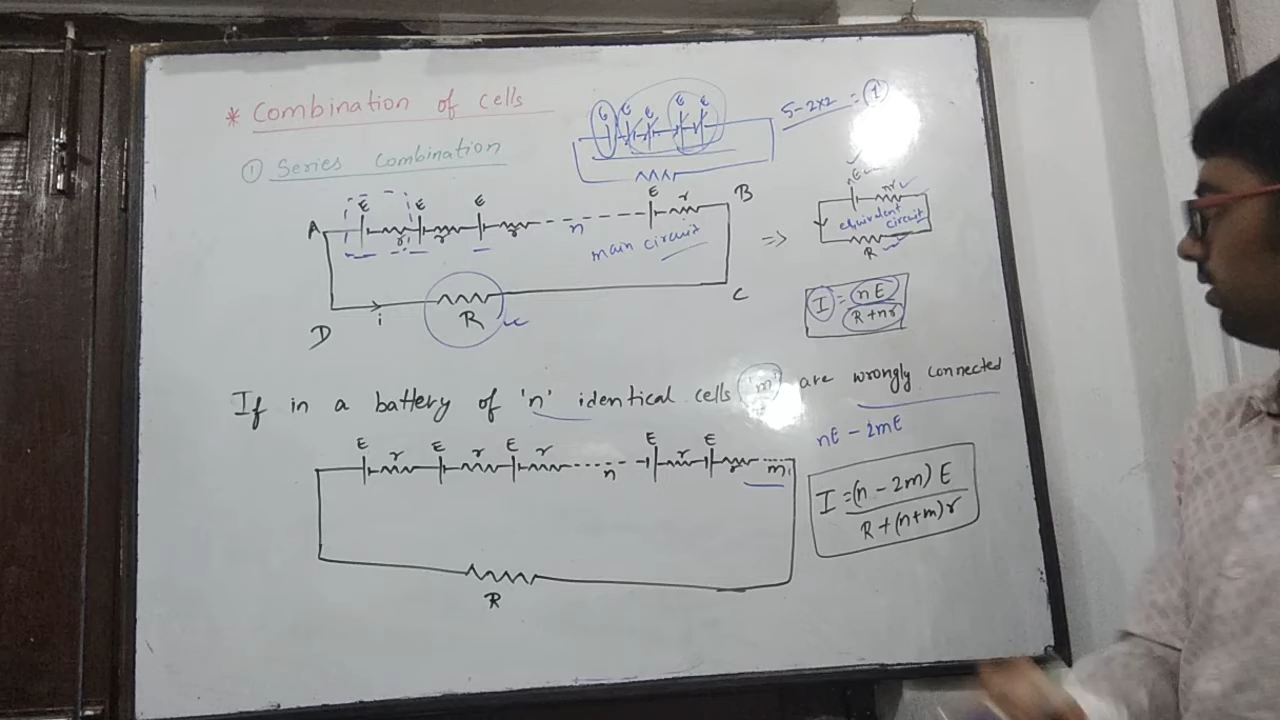 * Combination of cells
① Series Combination
E E E E E
5-2x2 = 1
A E r E r E r n E r B
main circuit
D i R C
=>
E nr
equivalent circuit
R
I = nE / R+nr
If in a battery of 'n' identical cells 'm' are wrongly connected
nE - 2mE
E r E r E r n E r E r m
R
I = (n-2m) E / R+(n+m)r